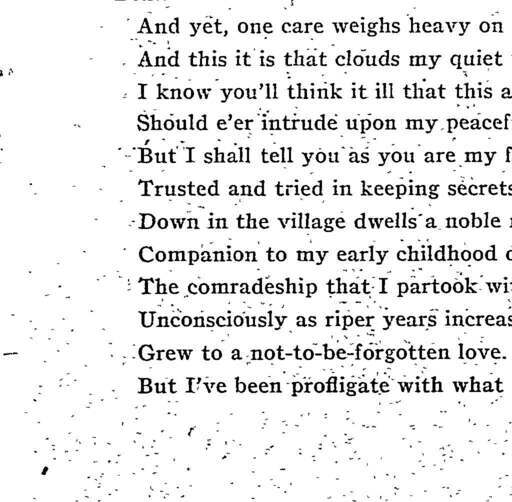 And yet, one care weighs heavy on
And this it is that clouds my quiet
I know you'll think it ill that this
Should e'er intrude upon my
But I shall tell you as you are my
Trusted and tried in keeping secrets
Down in the village dwells a noble
Companion to my early childhood
The comradeship that I partook
Unconsciously as riper years
Grew to a not-to-be-forgotten love.
But I've been profligate with what